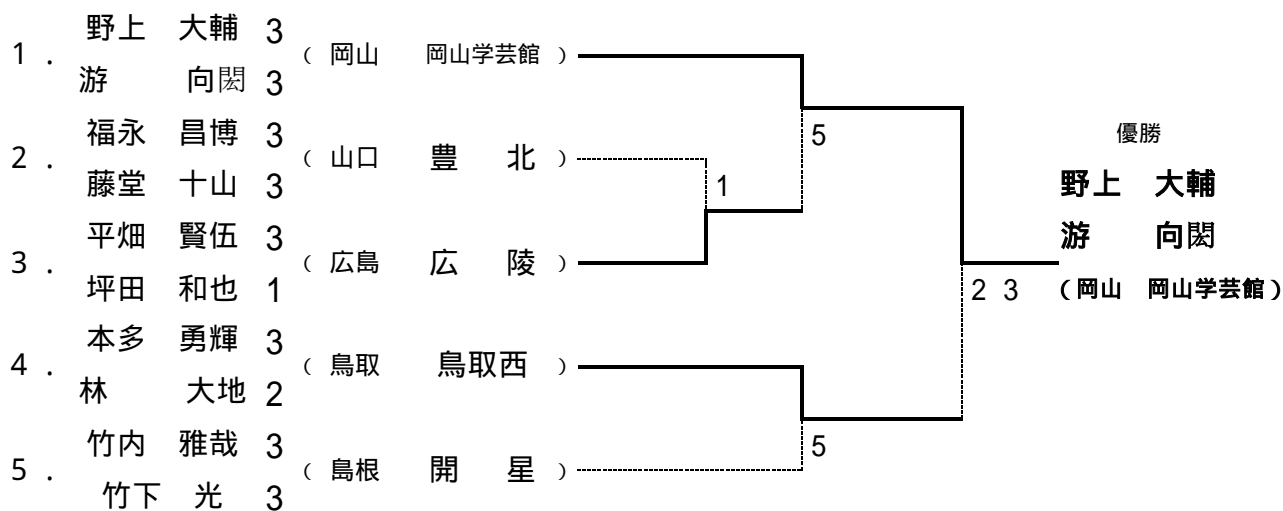 野上 大輔 3
1 . ( 岡山 岡山学芸館 )
游 向閎 3
福永 昌博 3
2 . ( 山口 豊 北 )
藤堂 十山 3
平畑 賢伍 3
3 . ( 広島 広 陵 )
坪田 和也 1
本多 勇輝 3
4 . ( 鳥取 鳥取西 )
林 大地 2
竹内 雅哉 3
5 . ( 島根 開 星 )
竹下 光 3
5
1
5
2 3
優勝
野上 大輔
游 向閎
(岡山 岡山学芸館)